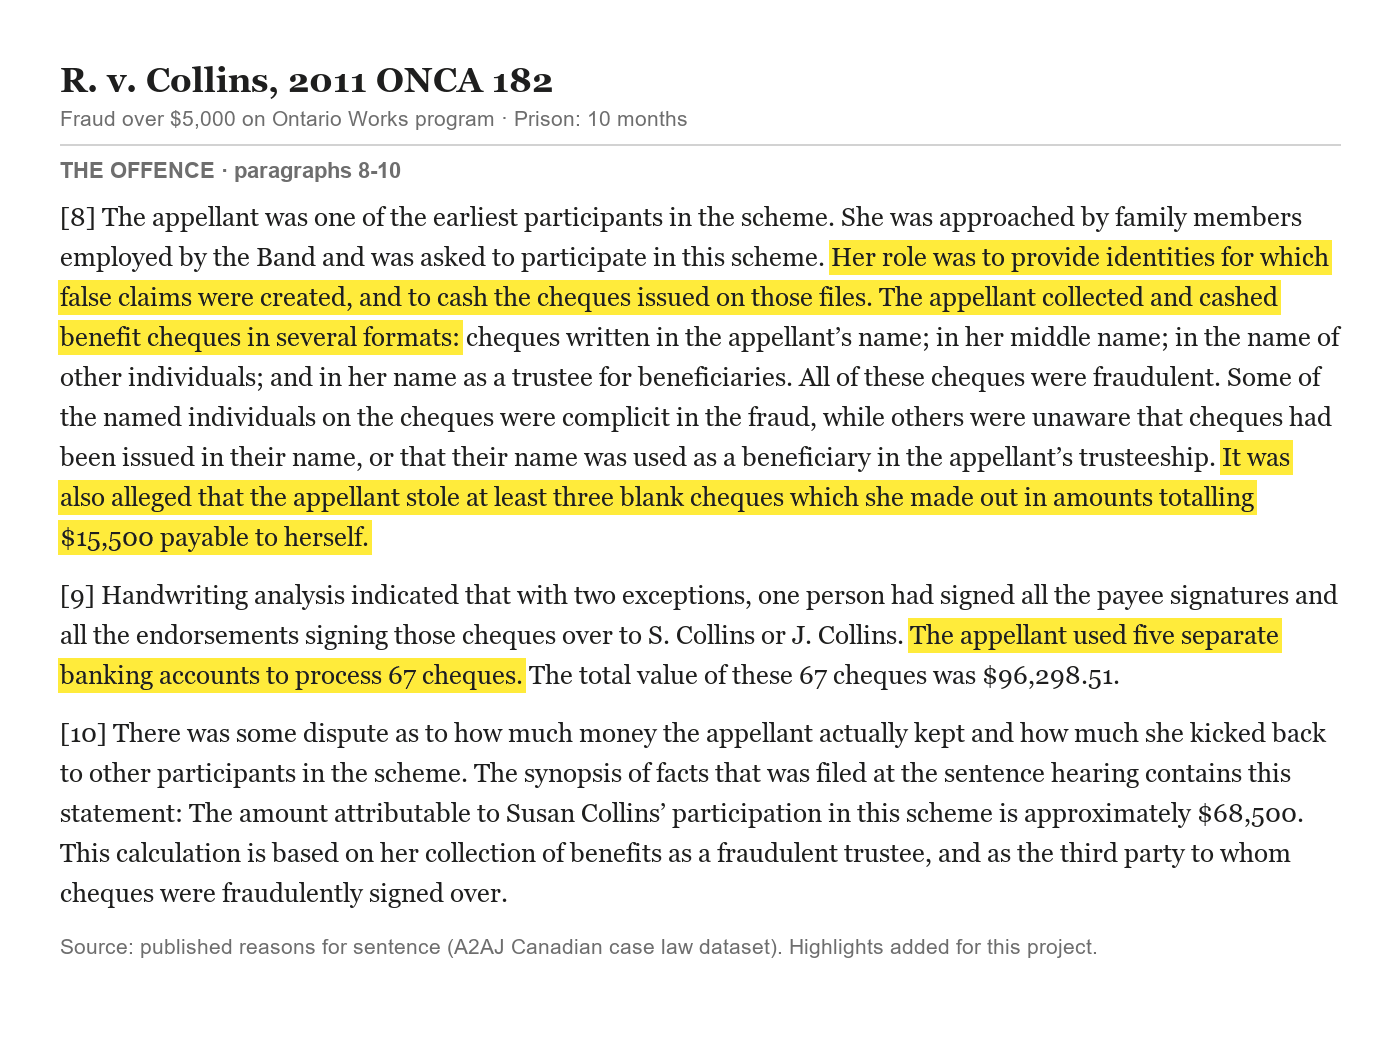 R. v. Collins, 2011 ONCA 182
Fraud over $5,000 on Ontario Works program · Prison: 10 months
THE OFFENCE · paragraphs 8-10
[8] The appellant was one of the earliest participants in the scheme. She was approached by family members
employed by the Band and was asked to participate in this scheme. Her role was to provide identities for which
false claims were created, and to cash the cheques issued on those files. The appellant collected and cashed
benefit cheques in several formats: cheques written in the appellant’s name; in her middle name; in the name of
other individuals; and in her name as a trustee for beneficiaries. All of these cheques were fraudulent. Some of
the named individuals on the cheques were complicit in the fraud, while others were unaware that cheques had
been issued in their name, or that their name was used as a beneficiary in the appellant’s trusteeship. It was
also alleged that the appellant stole at least three blank cheques which she made out in amounts totalling
$15,500 payable to herself.
[9] Handwriting analysis indicated that with two exceptions, one person had signed all the payee signatures and
all the endorsements signing those cheques over to S. Collins or J. Collins. The appellant used five separate
banking accounts to process 67 cheques. The total value of these 67 cheques was $96,298.51.
[10] There was some dispute as to how much money the appellant actually kept and how much she kicked back
to other participants in the scheme. The synopsis of facts that was filed at the sentence hearing contains this
statement: The amount attributable to Susan Collins’ participation in this scheme is approximately $68,500.
This calculation is based on her collection of benefits as a fraudulent trustee, and as the third party to whom
cheques were fraudulently signed over.
Source: published reasons for sentence (A2AJ Canadian case law dataset). Highlights added for this project.